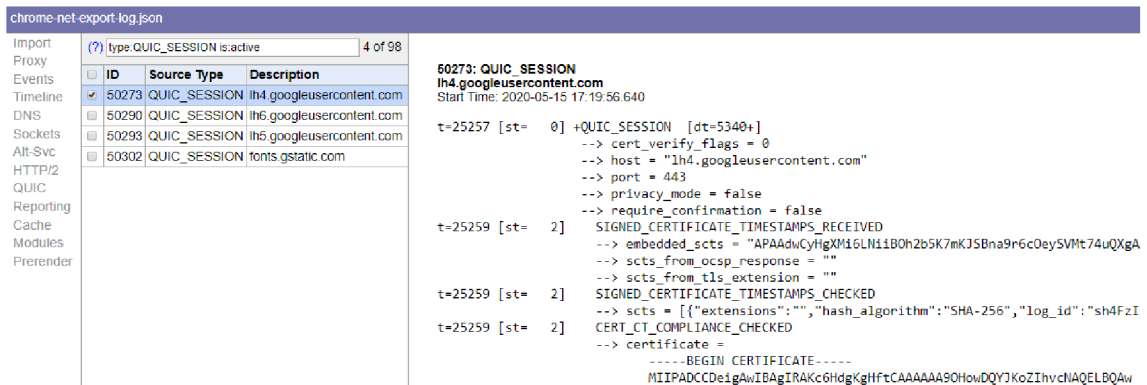 chrome-net-export-log.json
Import
Proxy
Events
Timeline
DNS
Sockets
Alt-Svc
HTTP/2
QUIC
Reporting
Cache
Modules
Prerender
(?) type:QUIC_SESSION is:active 4 of 98
ID Source Type Description
50273 QUIC_SESSION lh4.googleusercontent.com
50290 QUIC_SESSION lh6.googleusercontent.com
50293 QUIC_SESSION lh5.googleusercontent.com
50302 QUIC_SESSION fonts.gstatic.com
50273: QUIC_SESSION
lh4.googleusercontent.com
Start Time: 2020-05-15 17:19:56.640
t=25257 [st= 0] +QUIC_SESSION [dt=5340+]
--> cert_verify_flags = 0
--> host = "lh4.googleusercontent.com"
--> port = 443
--> privacy_mode = false
--> require_confirmation = false
t=25259 [st= 2] SIGNED_CERTIFICATE_TIMESTAMPS_RECEIVED
--> embedded_scts = "APAAdwCyHgXMi6LNiiBOh2b5K7mKJSBna9r6cOeySVMt74uQXgA
--> scts_from_ocsp_response = ""
--> scts_from_tls_extension = ""
t=25259 [st= 2] SIGNED_CERTIFICATE_TIMESTAMPS_CHECKED
--> scts = [{"extensions":"","hash_algorithm":"SHA-256","log_id":"sh4FzI
t=25259 [st= 2] CERT_CT_COMPLIANCE_CHECKED
--> certificate =
-----BEGIN CERTIFICATE-----
MIIPADCCDeigAwIBAgIRAKc6HdgKgHftCAAAAAA9OHowDQYJKoZIhvcNAQELBQAw